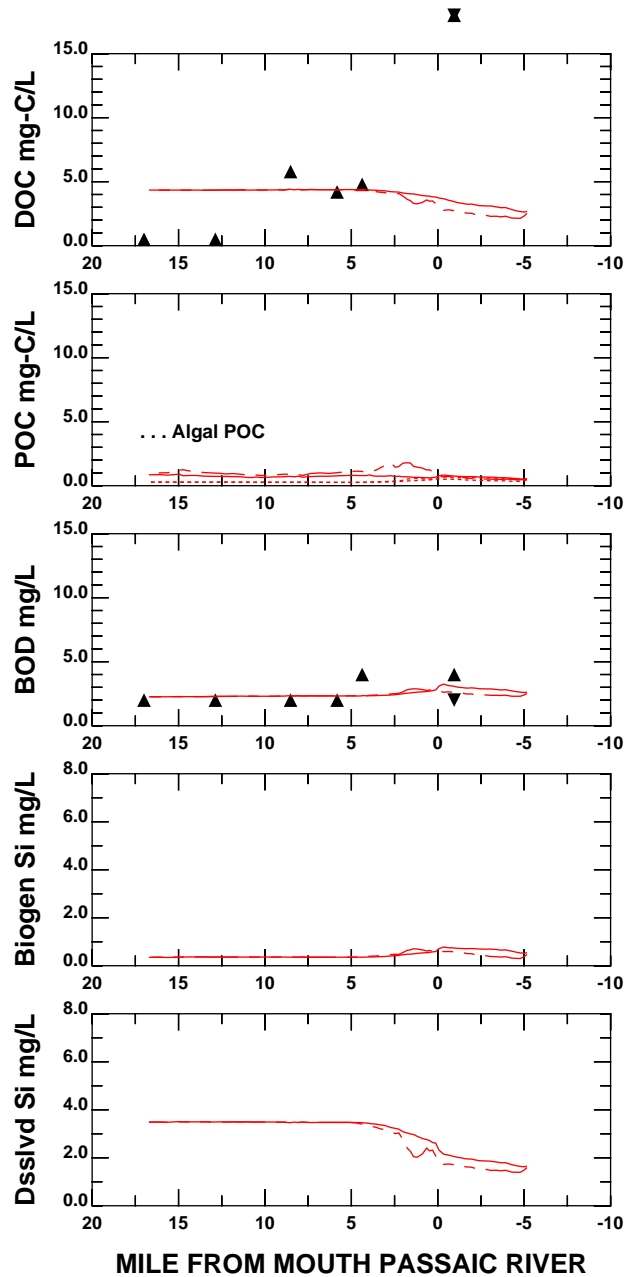 DOC mg-C/L
15.0
10.0
5.0
0.0
20 15 10 5 0 -5 -10
POC mg-C/L
15.0
10.0
5.0
0.0
. . . Algal POC
20 15 10 5 0 -5 -10
BOD mg/L
15.0
10.0
5.0
0.0
20 15 10 5 0 -5 -10
Biogen Si mg/L
8.0
6.0
4.0
2.0
0.0
20 15 10 5 0 -5 -10
Dsslvd Si mg/L
8.0
6.0
4.0
2.0
0.0
20 15 10 5 0 -5 -10
MILE FROM MOUTH PASSAIC RIVER